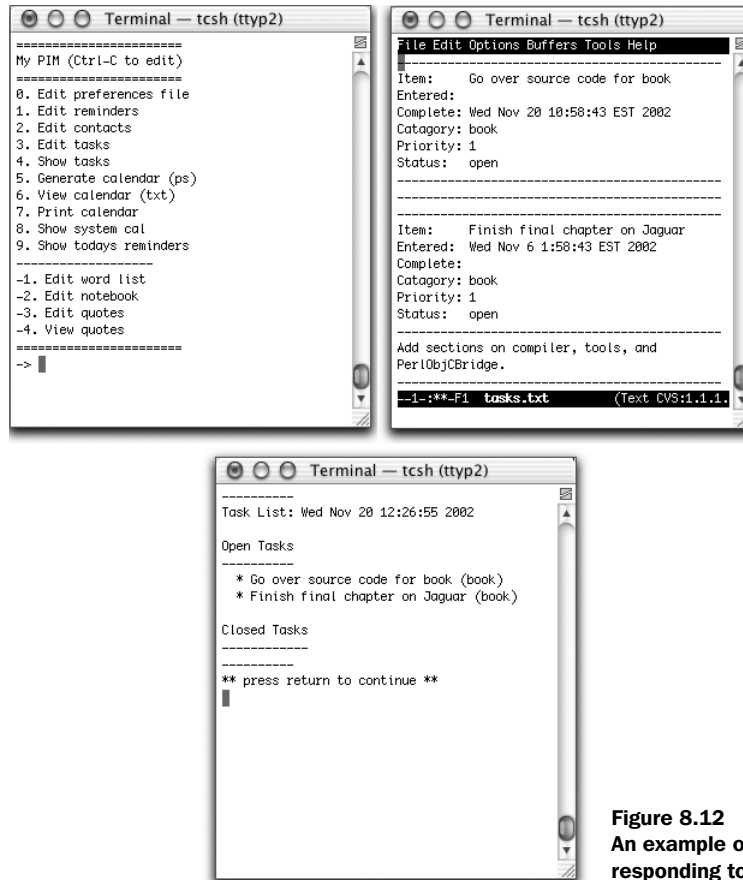 Terminal — tcsh (ttyp2)
=======================
My PIM (Ctrl-C to edit)
=======================
0. Edit preferences file
1. Edit reminders
2. Edit contacts
3. Edit tasks
4. Show tasks
5. Generate calendar (ps)
6. View calendar (txt)
7. Print calendar
8. Show system cal
9. Show todays reminders
-------------------
-1. Edit word list
-2. Edit notebook
-3. Edit quotes
-4. View quotes
=======================
->
Terminal — tcsh (ttyp2)
File Edit Options Buffers Tools Help
---------------------------------------------
Item: Go over source code for book
Entered:
Complete: Wed Nov 20 10:58:43 EST 2002
Catagory: book
Priority: 1
Status: open
---------------------------------------------
---------------------------------------------
---------------------------------------------
Item: Finish final chapter on Jaguar
Entered: Wed Nov 6 1:58:43 EST 2002
Complete:
Catagory: book
Priority: 1
Status: open
---------------------------------------------
Add sections on compiler, tools, and
PerlObjCBridge.
---------------------------------------------
--1-:**-F1 tasks.txt (Text CVS:1.1.1.
Terminal — tcsh (ttyp2)
----------
Task List: Wed Nov 20 12:26:55 2002
Open Tasks
----------
* Go over source code for book (book)
* Finish final chapter on Jaguar (book)
Closed Tasks
------------
----------
** press return to continue **
Figure 8.12
An example o
responding to